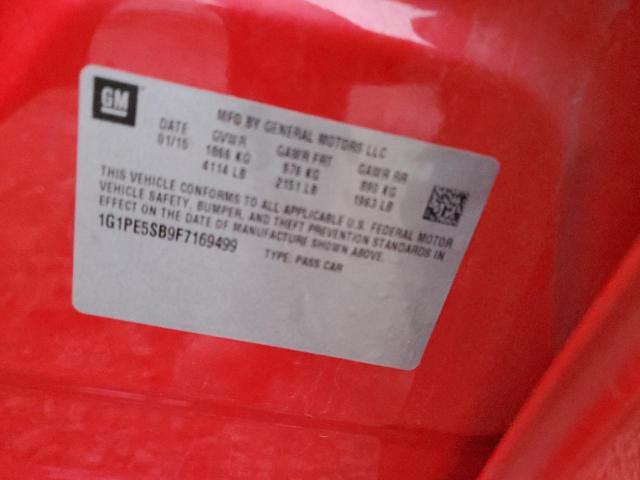 GM
MFG BY GENERAL MOTORS LLC
DATE GVWR GAWR FRT GAWR RR
01/15 1866 KG 976 KG 890 KG
4114 LB 2151 LB 1963 LB
THIS VEHICLE CONFORMS TO ALL APPLICABLE U.S. FEDERAL MOTOR
VEHICLE SAFETY, BUMPER, AND THEFT PREVENTION STANDARDS IN
EFFECT ON THE DATE OF MANUFACTURE SHOWN ABOVE.
1G1PE5SB9F7169499 TYPE: PASS CAR